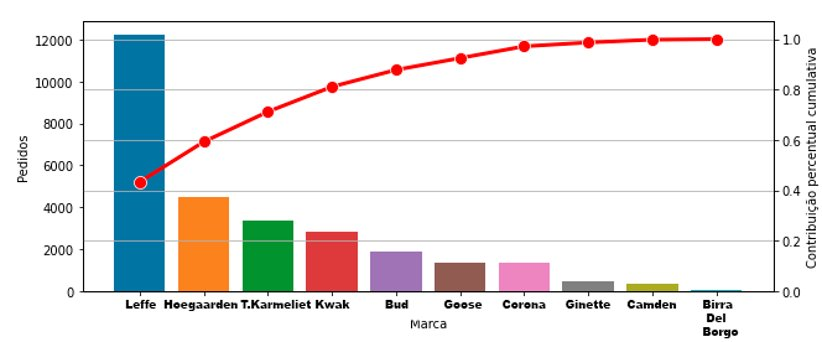 12000
10000
8000
6000
4000
2000
0
Pedidos
1.0
0.8
0.6
0.4
0.2
0.0
Contribuição percentual cumulativa
Leffe Hoegaarden T.Karmeliet Kwak Bud Goose Corona Ginette Camden Birra
Del
Borgo
Marca